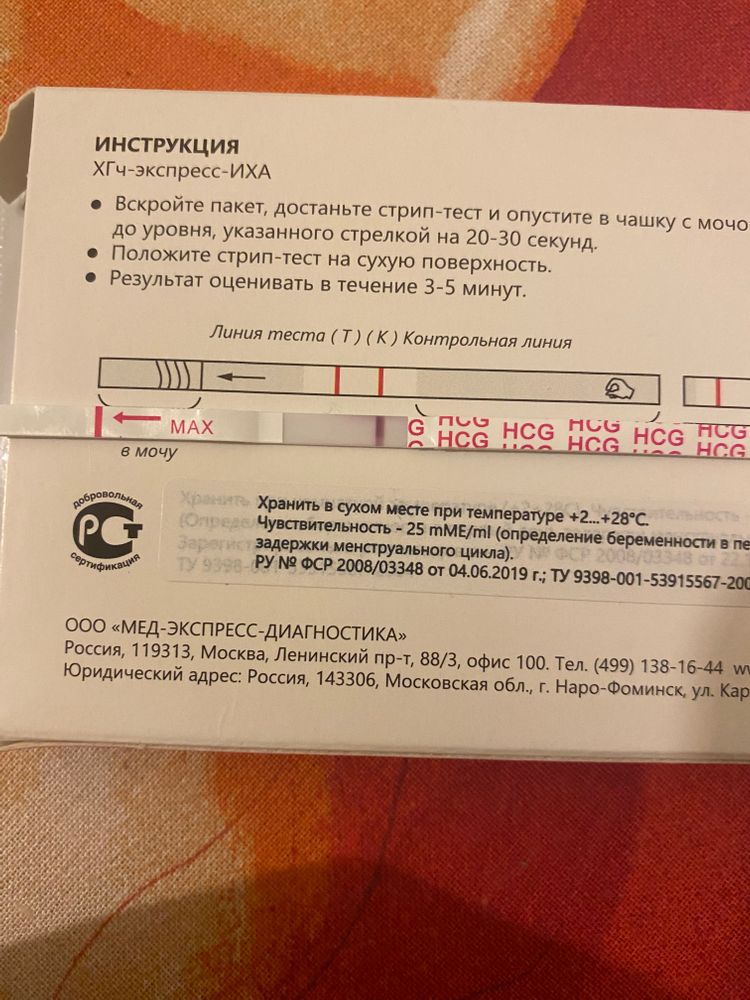 ИНСТРУКЦИЯ
ХГч-экспресс-ИХА
• Вскройте пакет, достаньте стрип-тест и опустите в чашку с мочо
до уровня, указанного стрелкой на 20-30 секунд.
• Положите стрип-тест на сухую поверхность.
• Результат оценивать в течение 3-5 минут.
Линия теста ( Т ) ( К ) Контрольная линия
MAX
HCG HCG HCG
G HCG HCG HCG HCG HCG
в мочу
добровольная
РСТ
сертификация
Хранить в сухом месте при температуре +2...+28°С.
Чувствительность - 25 mME/ml (определение беременности в пе
задержки менструального цикла).
РУ № ФСР 2008/03348 от 04.06.2019 г.; ТУ 9398-001-53915567-200
ООО «МЕД-ЭКСПРЕСС-ДИАГНОСТИКА»
Россия, 119313, Москва, Ленинский пр-т, 88/3, офис 100. Тел. (499) 138-16-44 w
Юридический адрес: Россия, 143306, Московская обл., г. Наро-Фоминск, ул. Кар